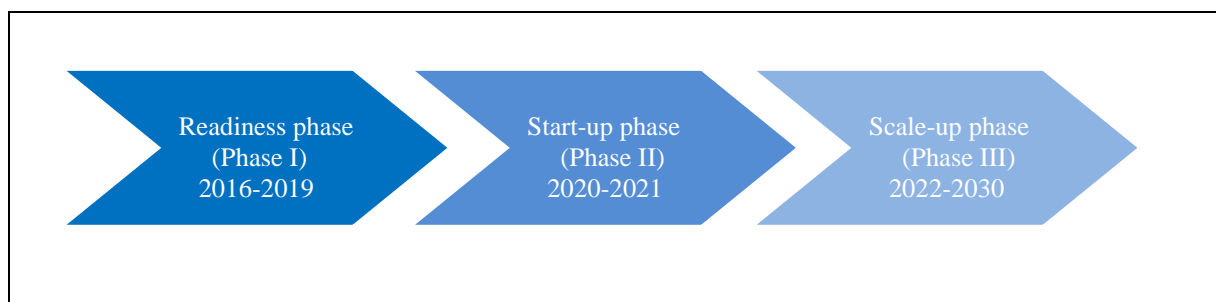 Readiness phase
(Phase I)
2016-2019
Start-up phase
(Phase II)
2020-2021
Scale-up phase
(Phase III)
2022-2030